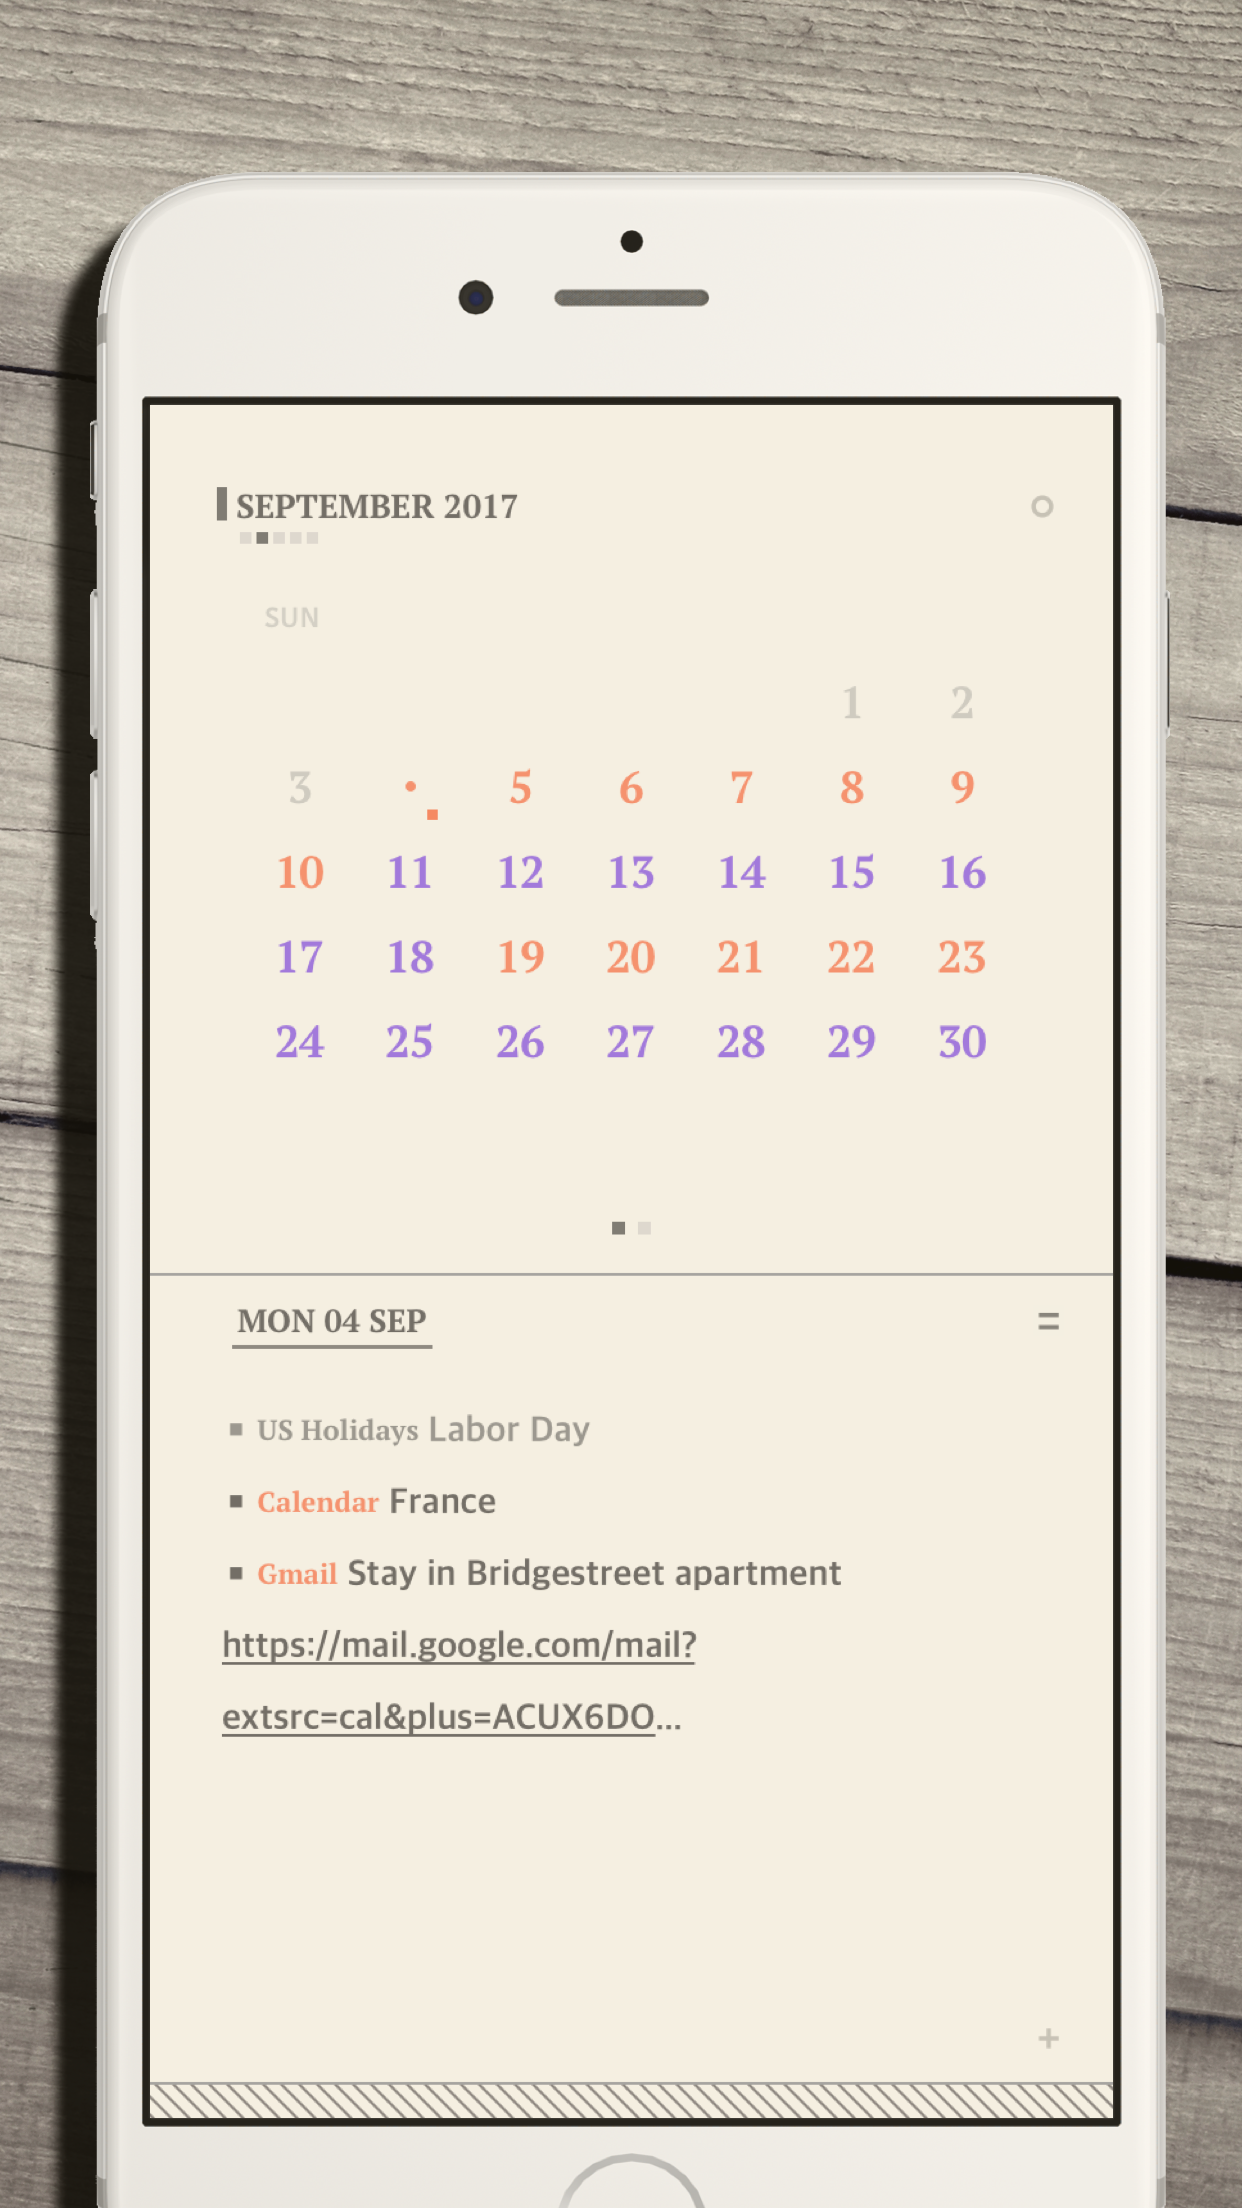 SEPTEMBER 2017
SUN
1 2
3 5 6 7 8 9
10 11 12 13 14 15 16
17 18 19 20 21 22 23
24 25 26 27 28 29 30
MON 04 SEP
US Holidays Labor Day
Calendar France
Gmail Stay in Bridgestreet apartment
https://mail.google.com/mail?
extsrc=cal&plus=ACUX6DO...